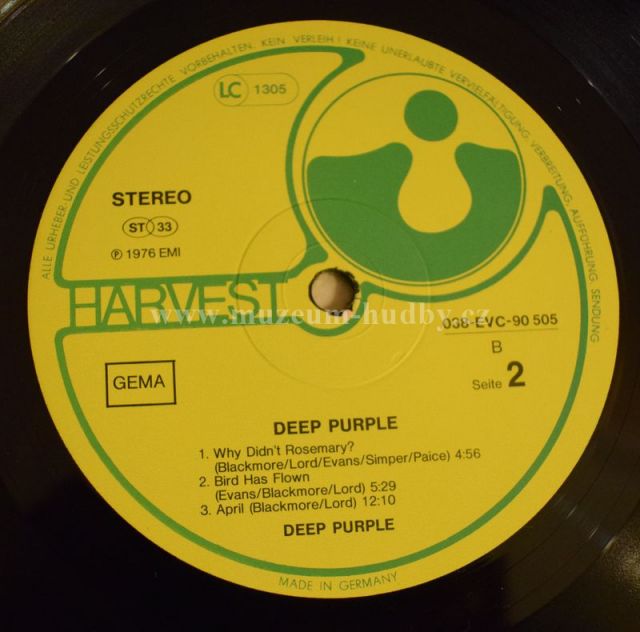 ALLE URHEBER-UND LEISTUNGSSCHUTZRECHTE VORBEHALTEN. KEIN VERLEIH! KEINE UNERLAUBTE VERVIELFÄLTIGUNG, VERBREITUNG, AUFFÜHRUNG, SENDUNG
LC 1305
STEREO
ST 33
℗ 1976 EMI
HARVEST
www.muzeum-hudby.cz
038-EVC-90 505
B
Seite 2
GEMA
DEEP PURPLE
1. Why Didn't Rosemary?
(Blackmore/Lord/Evans/Simper/Paice) 4:56
2. Bird Has Flown
(Evans/Blackmore/Lord) 5:29
3. April (Blackmore/Lord) 12:10
DEEP PURPLE
MADE IN GERMANY